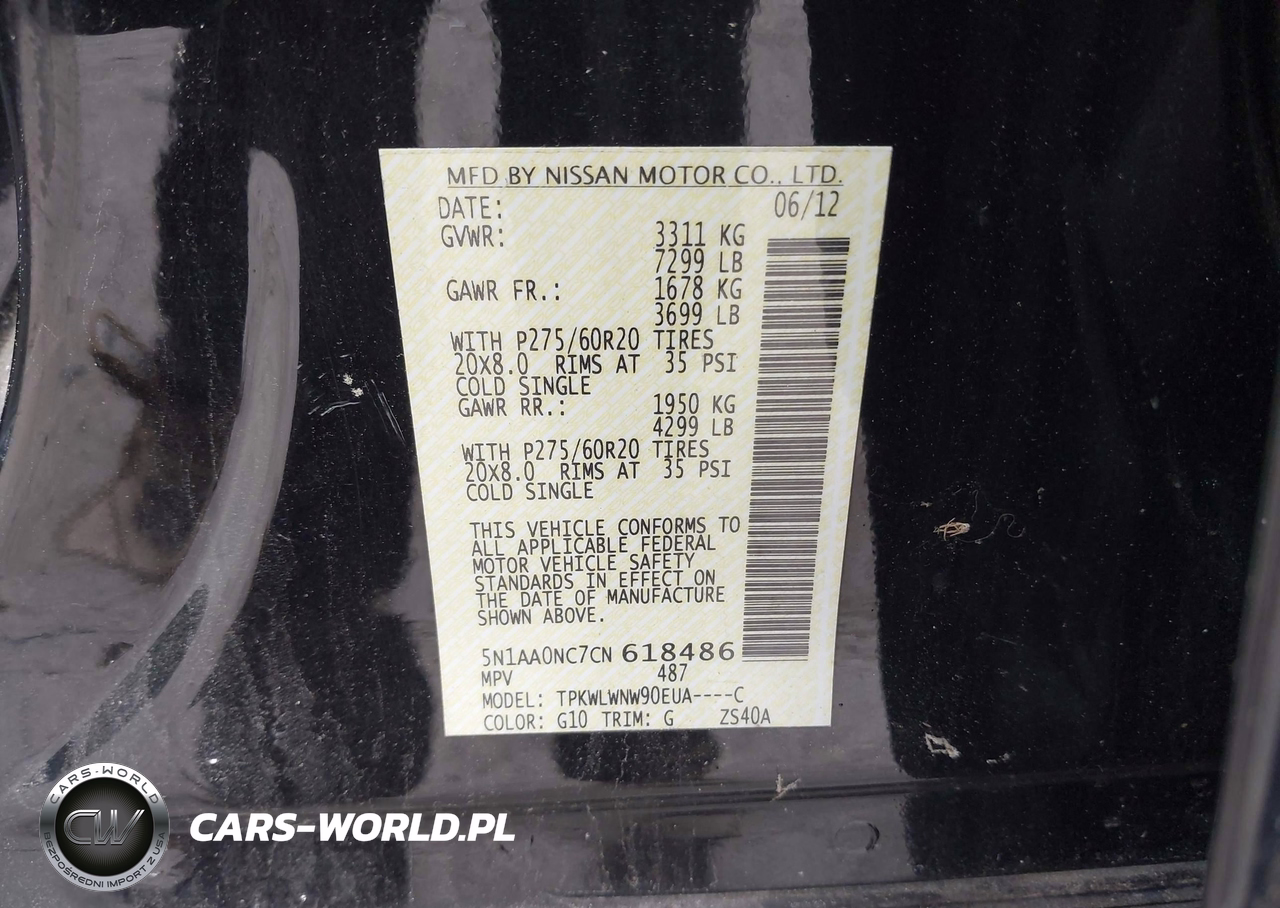 MFD BY NISSAN MOTOR CO., LTD.
DATE: 06/12
GVWR: 3311 KG
7299 LB
GAWR FR.: 1678 KG
3699 LB
WITH P275/60R20 TIRES
20X8.0 RIMS AT 35 PSI
COLD SINGLE
GAWR RR.: 1950 KG
4299 LB
WITH P275/60R20 TIRES
20X8.0 RIMS AT 35 PSI
COLD SINGLE
THIS VEHICLE CONFORMS TO
ALL APPLICABLE FEDERAL
MOTOR VEHICLE SAFETY
STANDARDS IN EFFECT ON
THE DATE OF MANUFACTURE
SHOWN ABOVE.
5N1AA0NC7CN 618486
MPV 487
MODEL: TPKWLWNW90EUA----C
COLOR: G10 TRIM: G ZS40A
CARS-WORLD
CW
BEZPOŚREDNI IMPORT Z USA
CARS-WORLD.PL